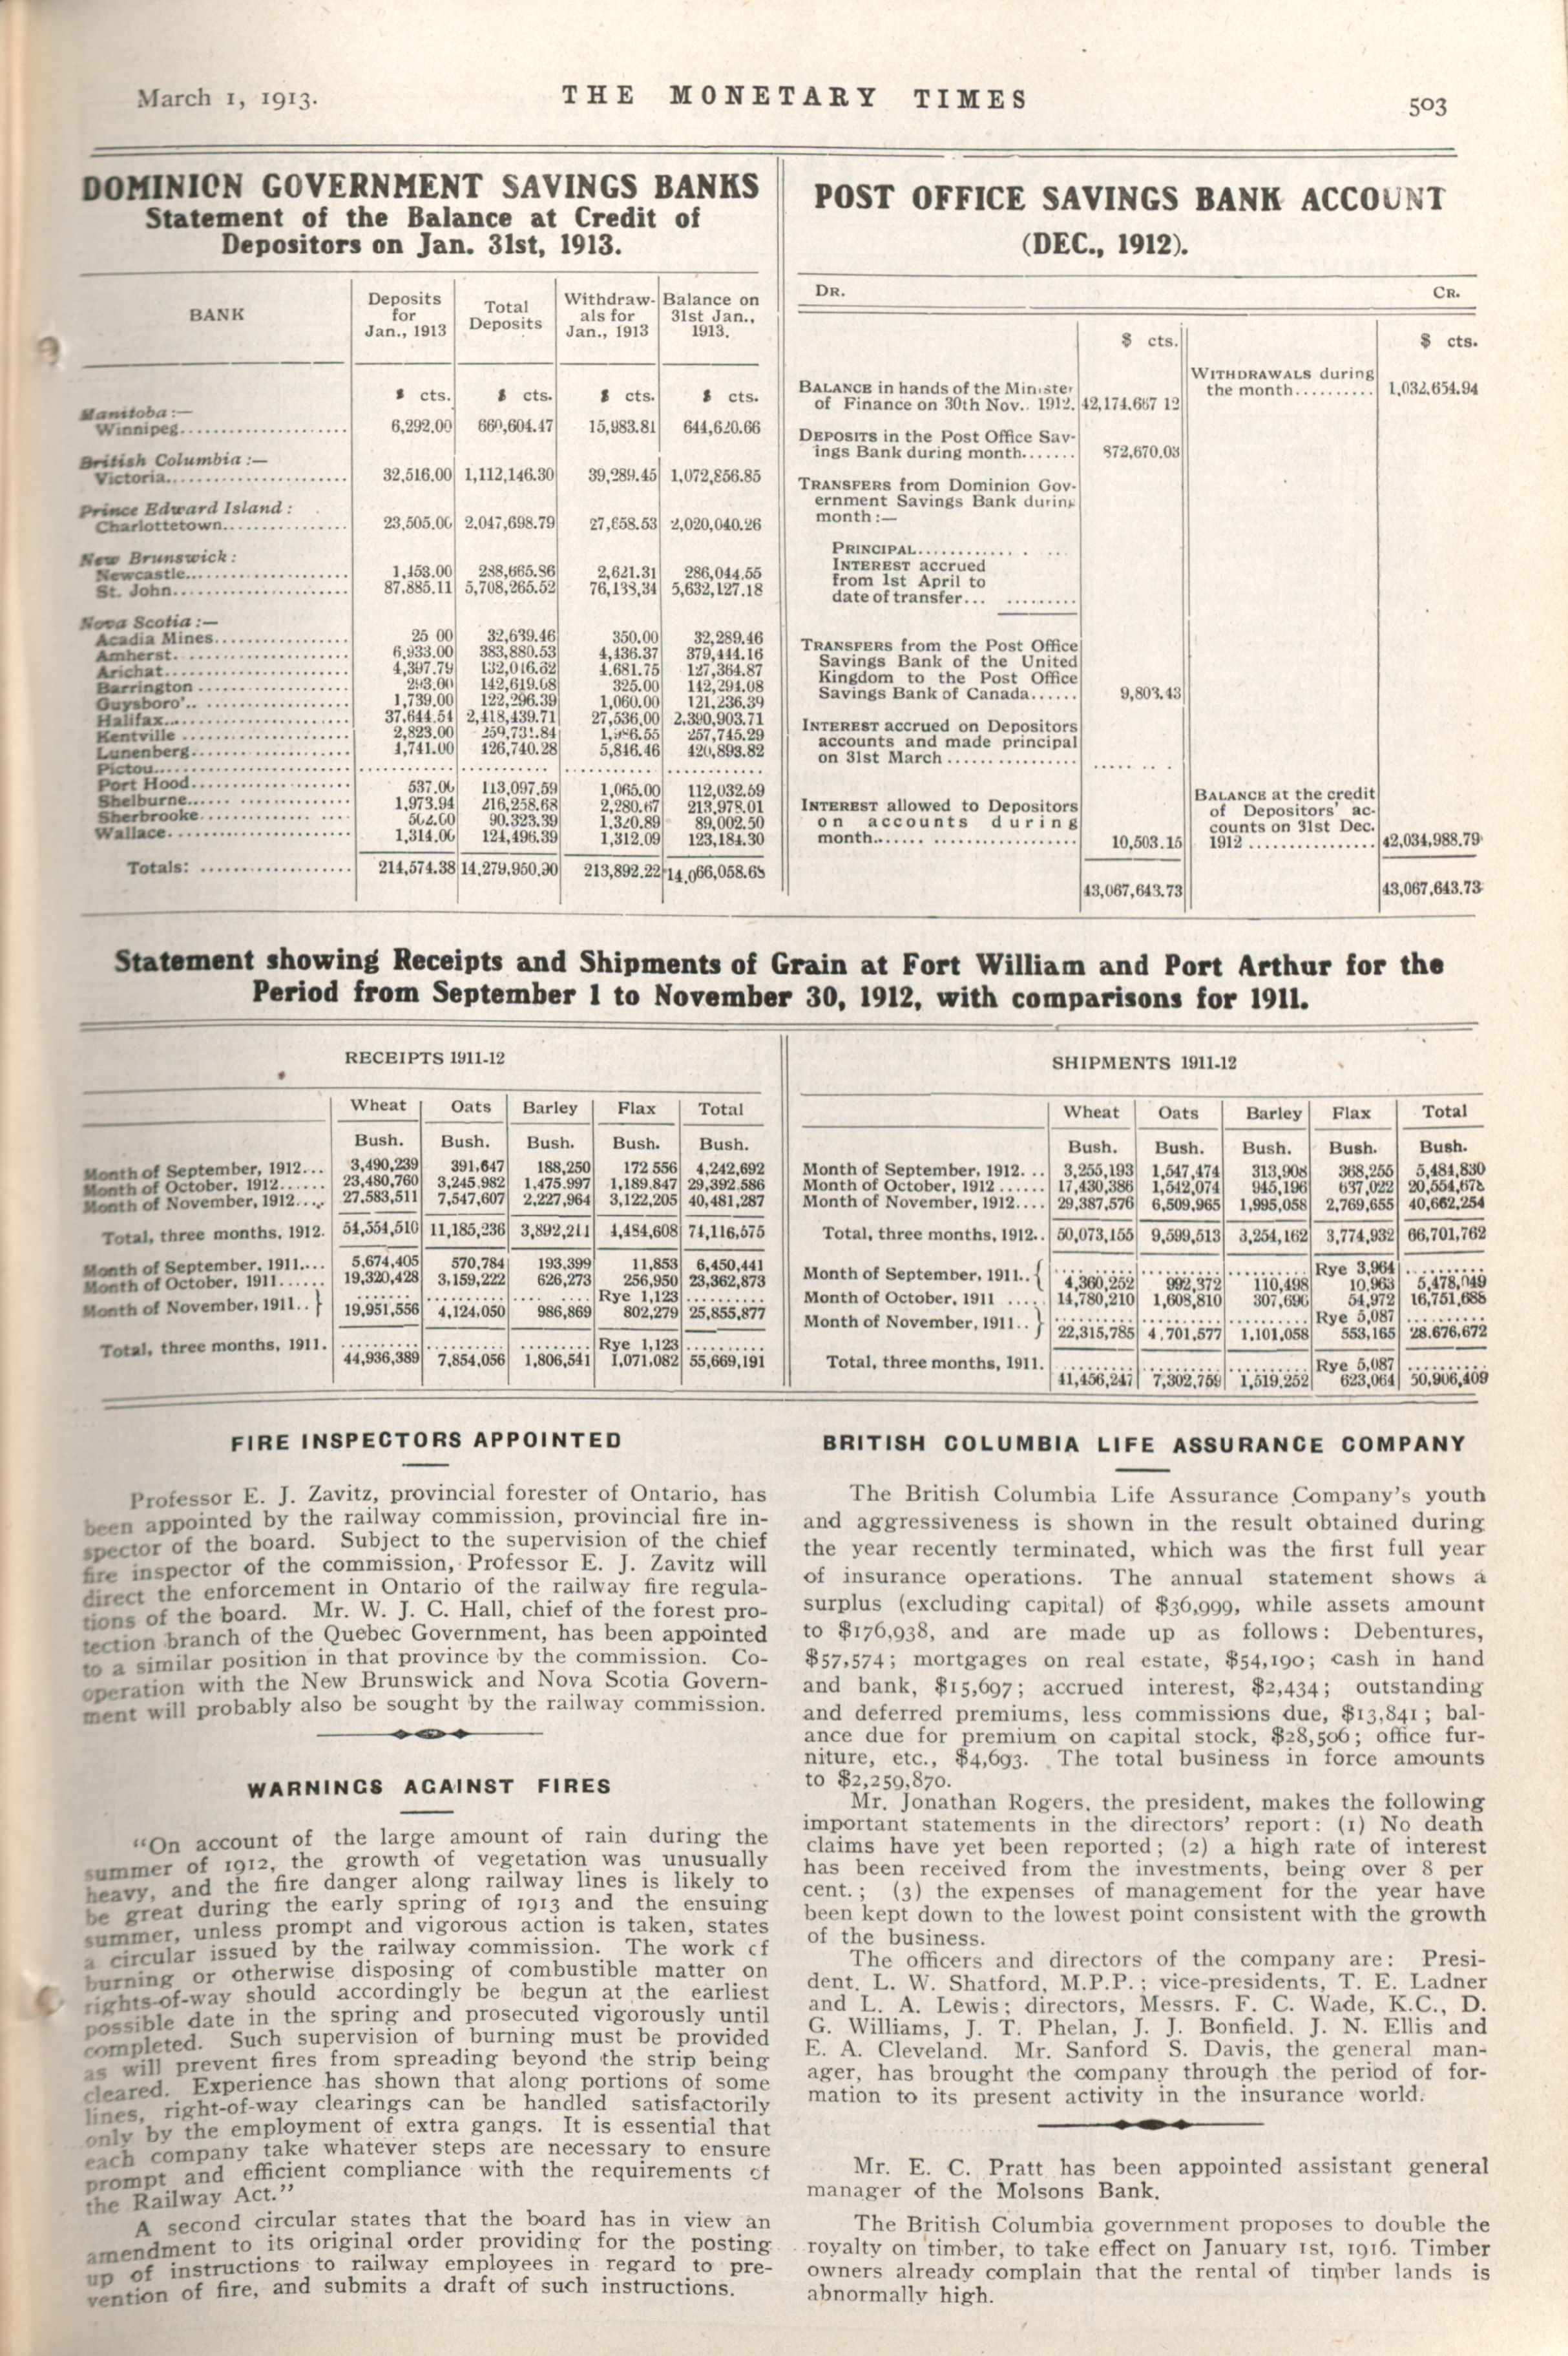 March 1, 1913.
THE MONETARY TIMES
503
DOMINION GOVERNMENT SAVINGS BANKS
Statement of the Balance at Credit of
Depositors on Jan. 31st, 1913.
BANK | Deposits for Jan., 1913 | Total Deposits | Withdraw-als for Jan., 1913 | Balance on 31st Jan., 1913.
$ cts. $ cts. $ cts. $ cts.
Manitoba:—
Winnipeg 6,292.00 660,604.47 15,983.81 644,620.66
British Columbia:—
Victoria 32,516.00 1,112,146.30 39,289.45 1,072,856.85
Prince Edward Island:
Charlottetown 23,505.00 2,047,698.79 27,658.53 2,020,040.26
New Brunswick:
Newcastle 1,453.00 288,665.86 2,621.31 286,044.55
St. John 87,885.11 5,708,265.52 76,138,34 5,632,127.18
Nova Scotia:—
Acadia Mines 25 00 32,639.46 350.00 32,289.46
Amherst 6,933.00 383,880.53 4,436.37 379,444.16
Arichat 4,397.79 132,016.62 4,681.75 127,364.87
Barrington 293.00 142,619.08 325.00 142,294.08
Guysboro' 1,739.00 122,296.39 1,060.00 121,236.39
Halifax 37,644.54 2,418,439.71 27,536,00 2,390,903.71
Kentville 2,823.00 259,731.84 257,745.29
Lunenberg 4,741.00 426,740.28 5,846.46 420,893.82
Pictou
Port Hood 537.00 113,097.59 1,065.00 112,032.59
Shelburne 1,973.94 216,258.68 2,280.67 213,978.01
Sherbrooke 502.00 90,323.39 1,320.89 89,002.50
Wallace 1,314.00 124,496.39 1,312.09 123,184.30
Totals: 214,574.38 14,279,950.90 213,892.22 14,066,058.68
POST OFFICE SAVINGS BANK ACCOUNT
(DEC., 1912).
DR. CR.
$ cts. $ cts.
BALANCE in hands of the Minister
of Finance on 30th Nov., 1912. 42,174,667 12
DEPOSITS in the Post Office Sav-
ings Bank during month 872,670.03
TRANSFERS from Dominion Gov-
ernment Savings Bank during
month:—
PRINCIPAL
INTEREST accrued
from 1st April to
date of transfer
TRANSFERS from the Post Office
Savings Bank of the United
Kingdom to the Post Office
Savings Bank of Canada 9,803.43
INTEREST accrued on Depositors
accounts and made principal
on 31st March
INTEREST allowed to Depositors
on accounts during
month 10,503.15
43,067,643.73
WITHDRAWALS during
the month 1,032,654.94
BALANCE at the credit
of Depositors' ac-
counts on 31st Dec.
1912 42,034,988.79
43,067,643.73
Statement showing Receipts and Shipments of Grain at Fort William and Port Arthur for the
Period from September 1 to November 30, 1912, with comparisons for 1911.
RECEIPTS 1911-12
Wheat Oats Barley Flax Total
Bush. Bush. Bush. Bush. Bush.
Month of September, 1912 3,490,239 391,647 188,250 172 556 4,242,692
Month of October, 1912 23,480,760 3,245,982 1,475,997 1,189,847 29,392,586
Month of November, 1912 27,583,511 7,547,607 2,227,964 3,122,205 40,481,287
Total, three months, 1912. 54,554,510 11,185,236 3,892,211 4,484,608 74,116,575
Month of September, 1911 5,674,405 570,784 193,399 11,853 6,450,441
Month of October, 1911 19,320,428 3,159,222 626,273 256,950 23,362,873
Rye 1,123
Month of November, 1911 19,951,556 4,124,050 986,869 802,279 25,855,877
Rye 1,123
Total, three months, 1911. 44,936,389 7,854,056 1,806,541 1,071,082 55,669,191
SHIPMENTS 1911-12
Wheat Oats Barley Flax Total
Bush. Bush. Bush. Bush. Bush.
Month of September, 1912 3,255,193 1,547,474 313,908 368,255 5,484,830
Month of October, 1912 17,430,386 1,542,074 945,196 637,022 20,554,678
Month of November, 1912 29,387,576 6,509,965 1,995,058 2,769,655 40,662,254
Total, three months, 1912 50,073,155 9,599,513 3,254,162 3,774,932 66,701,762
Rye 3,964
Month of September, 1911 4,360,252 992,372 110,498 10,963 5,478,049
Month of October, 1911 14,780,210 1,608,810 307,696 54,972 16,751,688
Rye 5,087
Month of November, 1911 22,315,785 4,701,577 1,101,058 553,165 28,676,672
Rye 5,087
Total, three months, 1911. 41,456,247 7,302,759 1,519,252 623,064 50,906,409
FIRE INSPECTORS APPOINTED
Professor E. J. Zavitz, provincial forester of Ontario, has
been appointed by the railway commission, provincial fire in-
spector of the board. Subject to the supervision of the chief
fire inspector of the commission, Professor E. J. Zavitz will
direct the enforcement in Ontario of the railway fire regula-
tions of the board. Mr. W. J. C. Hall, chief of the forest pro-
tection branch of the Quebec Government, has been appointed
to a similar position in that province by the commission. Co-
operation with the New Brunswick and Nova Scotia Govern-
ment will probably also be sought by the railway commission.
WARNINGS AGAINST FIRES
"On account of the large amount of rain during the
summer of 1912, the growth of vegetation was unusually
heavy, and the fire danger along railway lines is likely to
be great during the early spring of 1913 and the ensuing
summer, unless prompt and vigorous action is taken, states
a circular issued by the railway commission. The work of
burning or otherwise disposing of combustible matter on
rights-of-way should accordingly be begun at the earliest
possible date in the spring and prosecuted vigorously until
completed. Such supervision of burning must be provided
as will prevent fires from spreading beyond the strip being
cleared. Experience has shown that along portions of some
lines, right-of-way clearings can be handled satisfactorily
only by the employment of extra gangs. It is essential that
each company take whatever steps are necessary to ensure
prompt and efficient compliance with the requirements of
the Railway Act."
A second circular states that the board has in view an
amendment to its original order providing for the posting
up of instructions to railway employees in regard to pre-
vention of fire, and submits a draft of such instructions.
BRITISH COLUMBIA LIFE ASSURANCE COMPANY
The British Columbia Life Assurance Company's youth
and aggressiveness is shown in the result obtained during
the year recently terminated, which was the first full year
of insurance operations. The annual statement shows a
surplus (excluding capital) of $36,999, while assets amount
to $176,938, and are made up as follows: Debentures,
$57,574; mortgages on real estate, $54,190; cash in hand
and bank, $15,697; accrued interest, $2,434; outstanding
and deferred premiums, less commissions due, $13,841; bal-
ance due for premium on capital stock, $28,506; office fur-
niture, etc., $4,693. The total business in force amounts
to $2,259,870.
Mr. Jonathan Rogers, the president, makes the following
important statements in the directors' report: (1) No death
claims have yet been reported; (2) a high rate of interest
has been received from the investments, being over 8 per
cent.; (3) the expenses of management for the year have
been kept down to the lowest point consistent with the growth
of the business.
The officers and directors of the company are: Presi-
dent, L. W. Shatford, M.P.P.; vice-presidents, T. E. Ladner
and L. A. Lewis; directors, Messrs. F. C. Wade, K.C., D.
G. Williams, J. T. Phelan, J. J. Bonfield, J. N. Ellis and
E. A. Cleveland. Mr. Sanford S. Davis, the general man-
ager, has brought the company through the period of for-
mation to its present activity in the insurance world.
Mr. E. C. Pratt has been appointed assistant general
manager of the Molsons Bank.
The British Columbia government proposes to double the
royalty on timber, to take effect on January 1st, 1916. Timber
owners already complain that the rental of timber lands is
abnormally high.